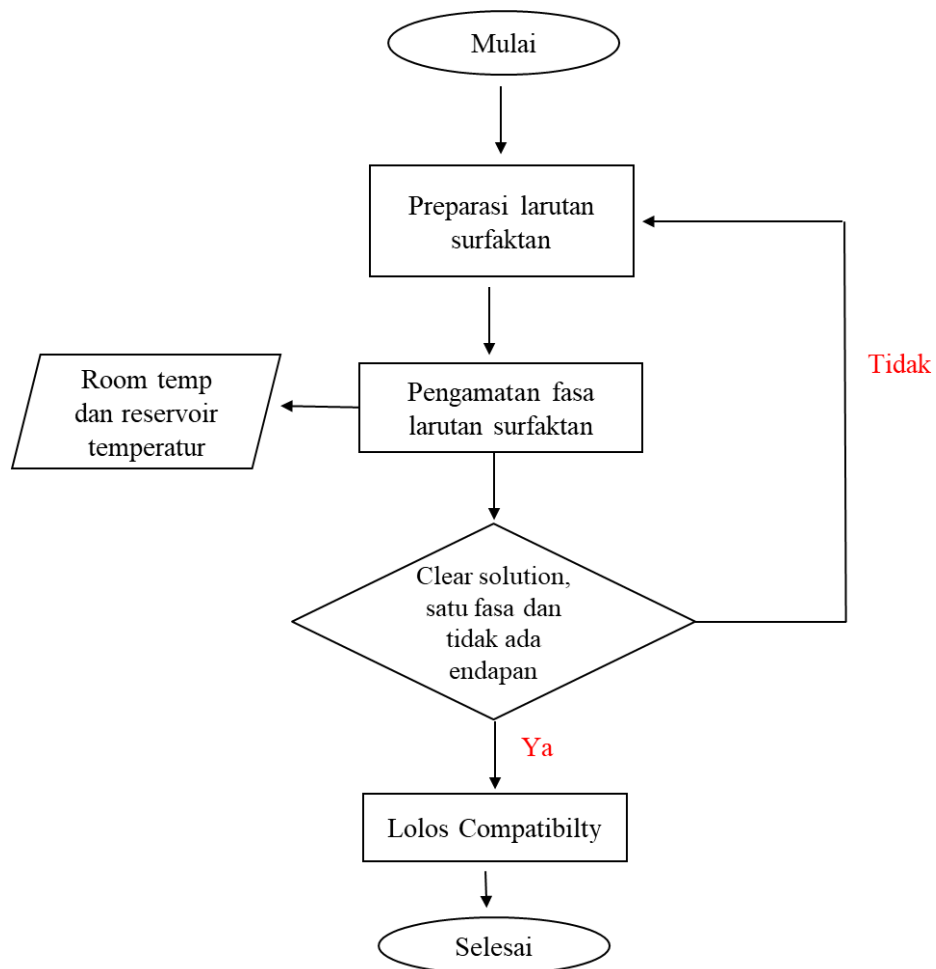 Mulai
Preparasi larutan
surfaktan
Tidak
Room temp
dan reservoir
temperatur
Pengamatan fasa
larutan surfaktan
Clear solution,
satu fasa dan
tidak ada
endapan
Ya
Lolos Compatibilty
Selesai